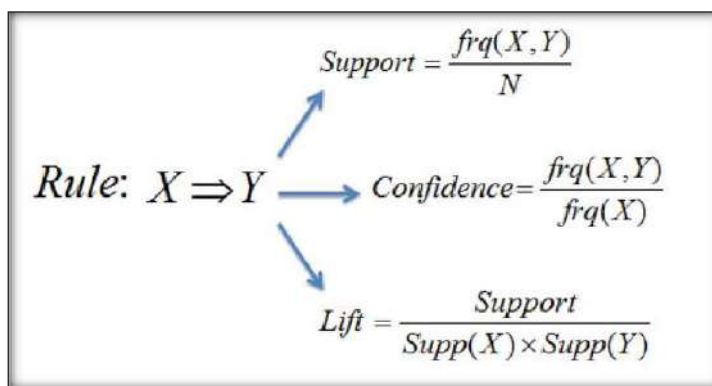 Support = frq(X,Y) / N
Rule: X ⇒ Y
Confidence = frq(X,Y) / frq(X)
Lift = Support / Supp(X) × Supp(Y)